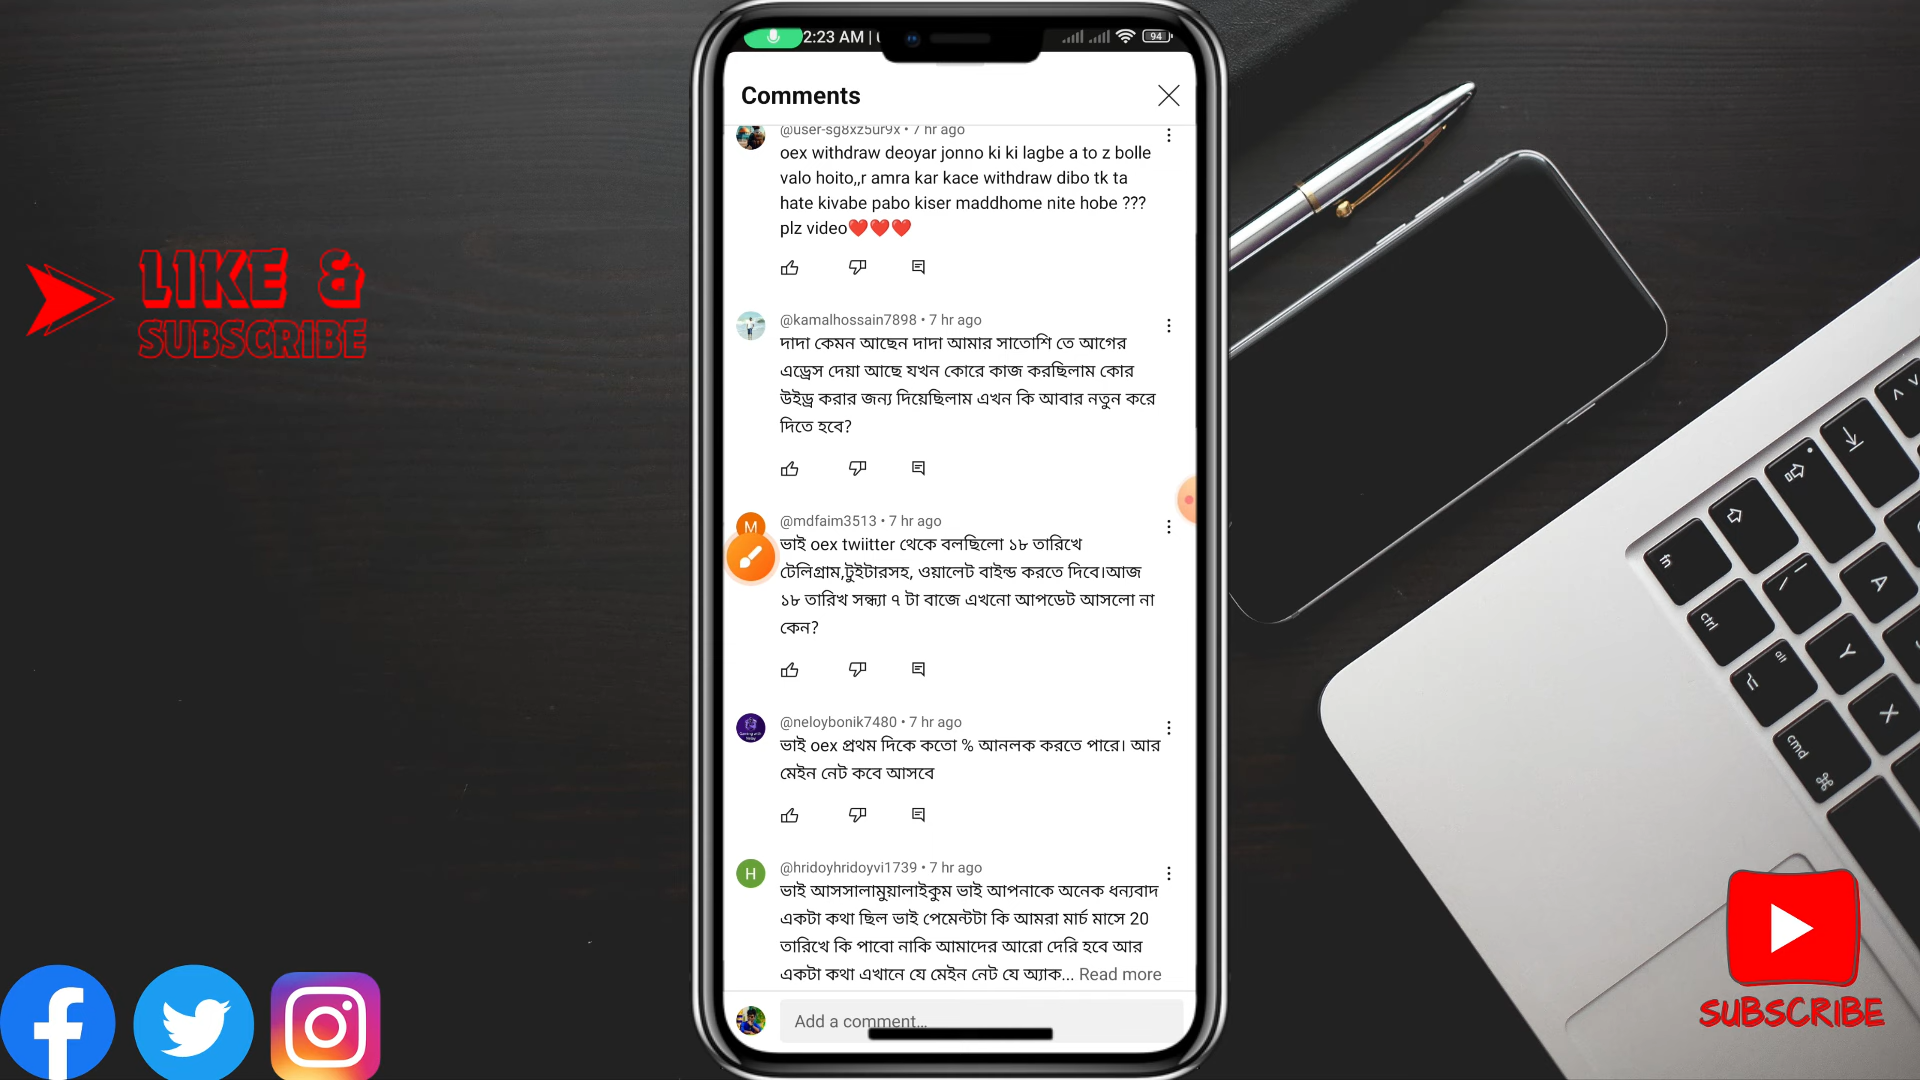 2:23 AM |
94
Comments
@user-sg8xz5ur9x • 7 hr ago
oex withdraw deoyar jonno ki ki lagbe a to z bolle
valo hoito,,r amra kar kace withdraw dibo tk ta
hate kivabe pabo kiser maddhome nite hobe ???
plz video❤️❤️❤️
@kamalhossain7898 • 7 hr ago
দাদা কেমন আছেন দাদা আমার সাতোশি তে আগের
এড্রেস দেয়া আছে যখন কোরে কাজ করছিলাম কোর
উইড্র করার জন্য দিয়েছিলাম এখন কি আবার নতুন করে
দিতে হবে?
M
@mdfaim3513 • 7 hr ago
ভাই oex twiitter থেকে বলছিলো ১৮ তারিখে
টেলিগ্রাম,টুইটারসহ, ওয়ালেট বাইন্ড করতে দিবে।আজ
১৮ তারিখ সন্ধ্যা ৭ টা বাজে এখনো আপডেট আসলো না
কেন?
@neloybonik7480 • 7 hr ago
ভাই oex প্রথম দিকে কতো % আনলক করতে পারে। আর
মেইন নেট কবে আসবে
H
@hridoyhridoyvi1739 • 7 hr ago
ভাই আসসালামুয়ালাইকুম ভাই আপনাকে অনেক ধন্যবাদ
একটা কথা ছিল ভাই পেমেন্টটা কি আমরা মার্চ মাসে 20
তারিখে কি পাবো নাকি আমাদের আরো দেরি হবে আর
একটা কথা এখানে যে মেইন নেট যে অ্যাক... Read more
Add a comment...
LIKE &
SUBSCRIBE
SUBSCRIBE
ctrl
alt
cmd
A
Y
X